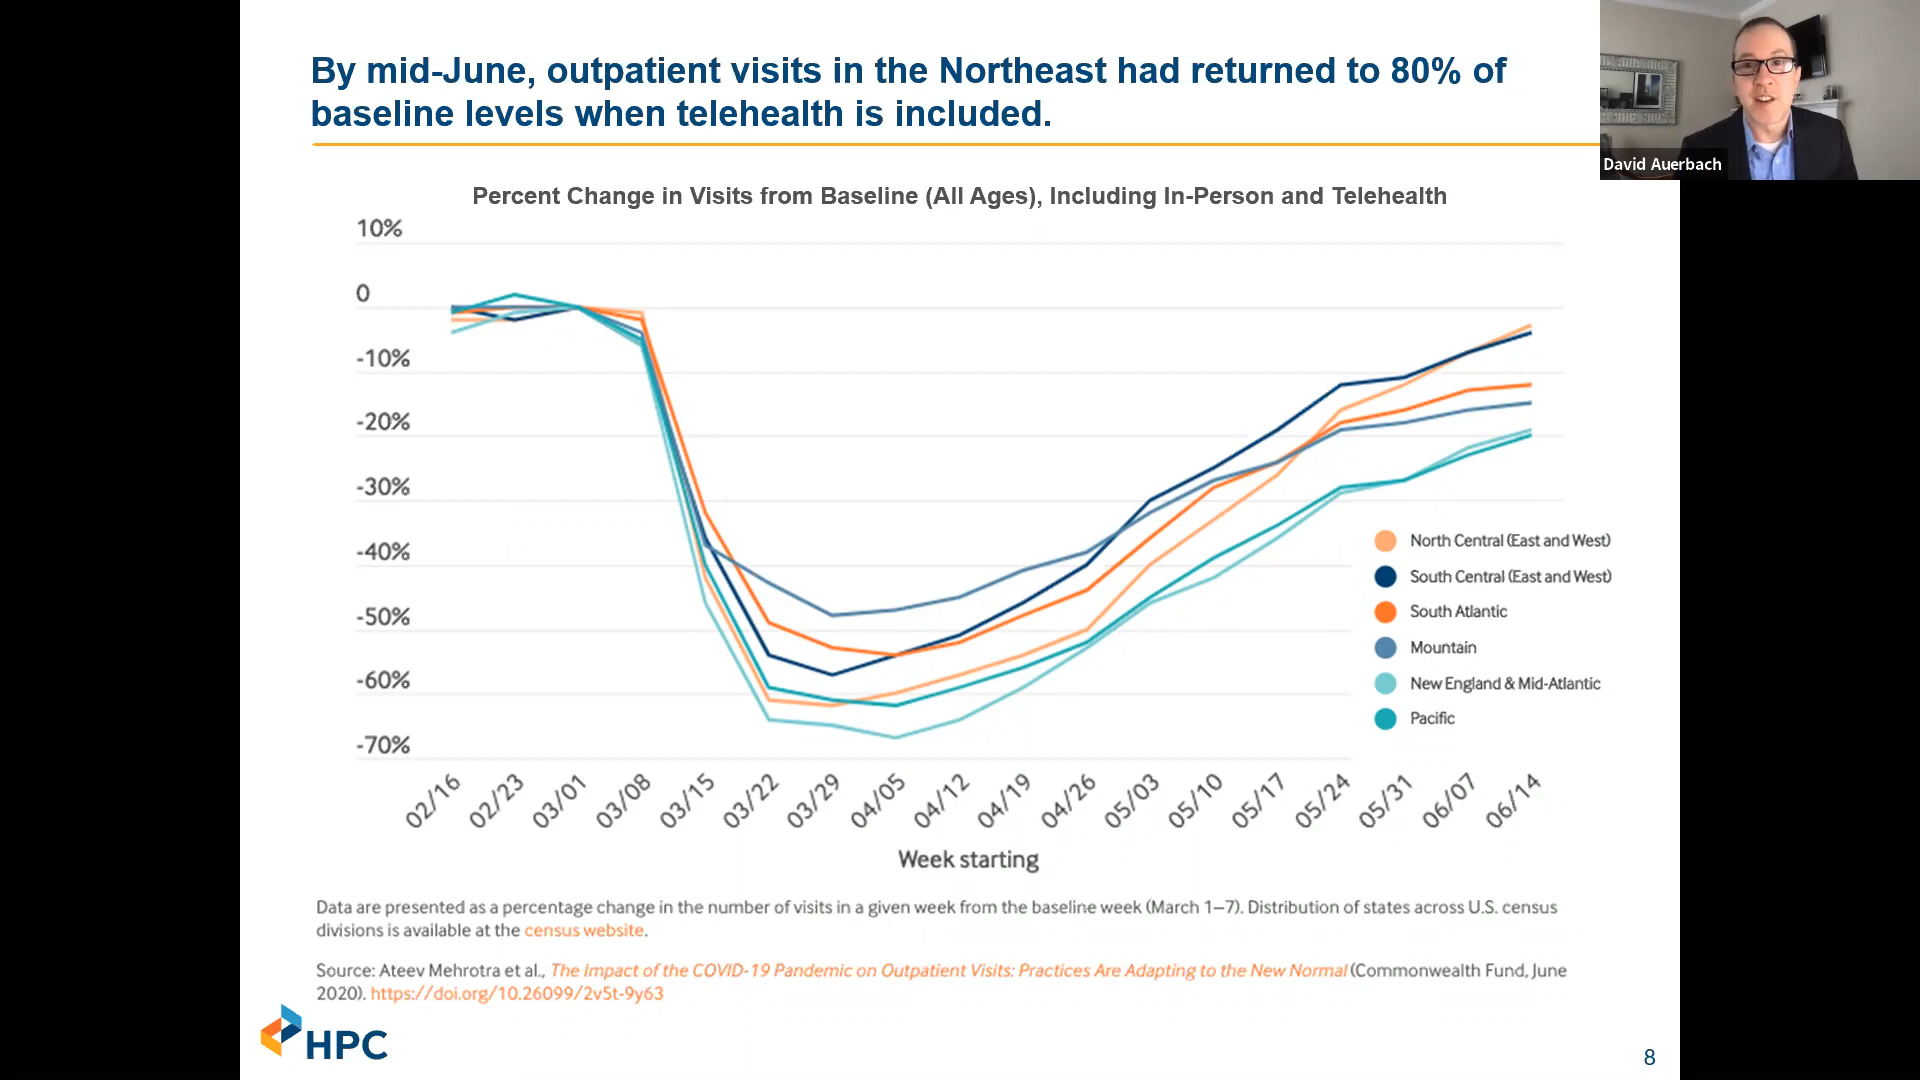 By mid-June, outpatient visits in the Northeast had returned to 80% of
baseline levels when telehealth is included.
David Auerbach
Percent Change in Visits from Baseline (All Ages), Including In-Person and Telehealth
10%
0
-10%
-20%
-30%
-40%
-50%
-60%
-70%
North Central (East and West)
South Central (East and West)
South Atlantic
Mountain
New England & Mid-Atlantic
Pacific
02/16
02/23
03/01
03/08
03/15
03/22
03/29
04/05
04/12
04/19
04/26
05/03
05/10
05/17
05/24
05/31
06/07
06/14
Week starting
Data are presented as a percentage change in the number of visits in a given week from the baseline week (March 1–7). Distribution of states across U.S. census
divisions is available at the census website.
Source: Ateev Mehrotra et al., The Impact of the COVID-19 Pandemic on Outpatient Visits: Practices Are Adapting to the New Normal (Commonwealth Fund, June
2020). https://doi.org/10.26099/2v5t-9y63
HPC
8